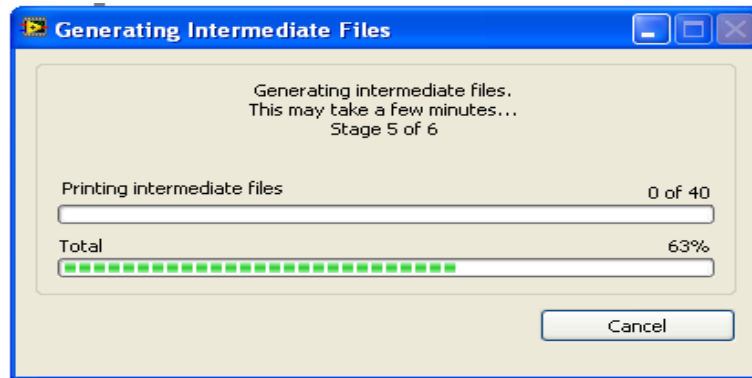 Generating Intermediate Files
Generating intermediate files.
This may take a few minutes...
Stage 5 of 6
Printing intermediate files 0 of 40
Total 63%
Cancel